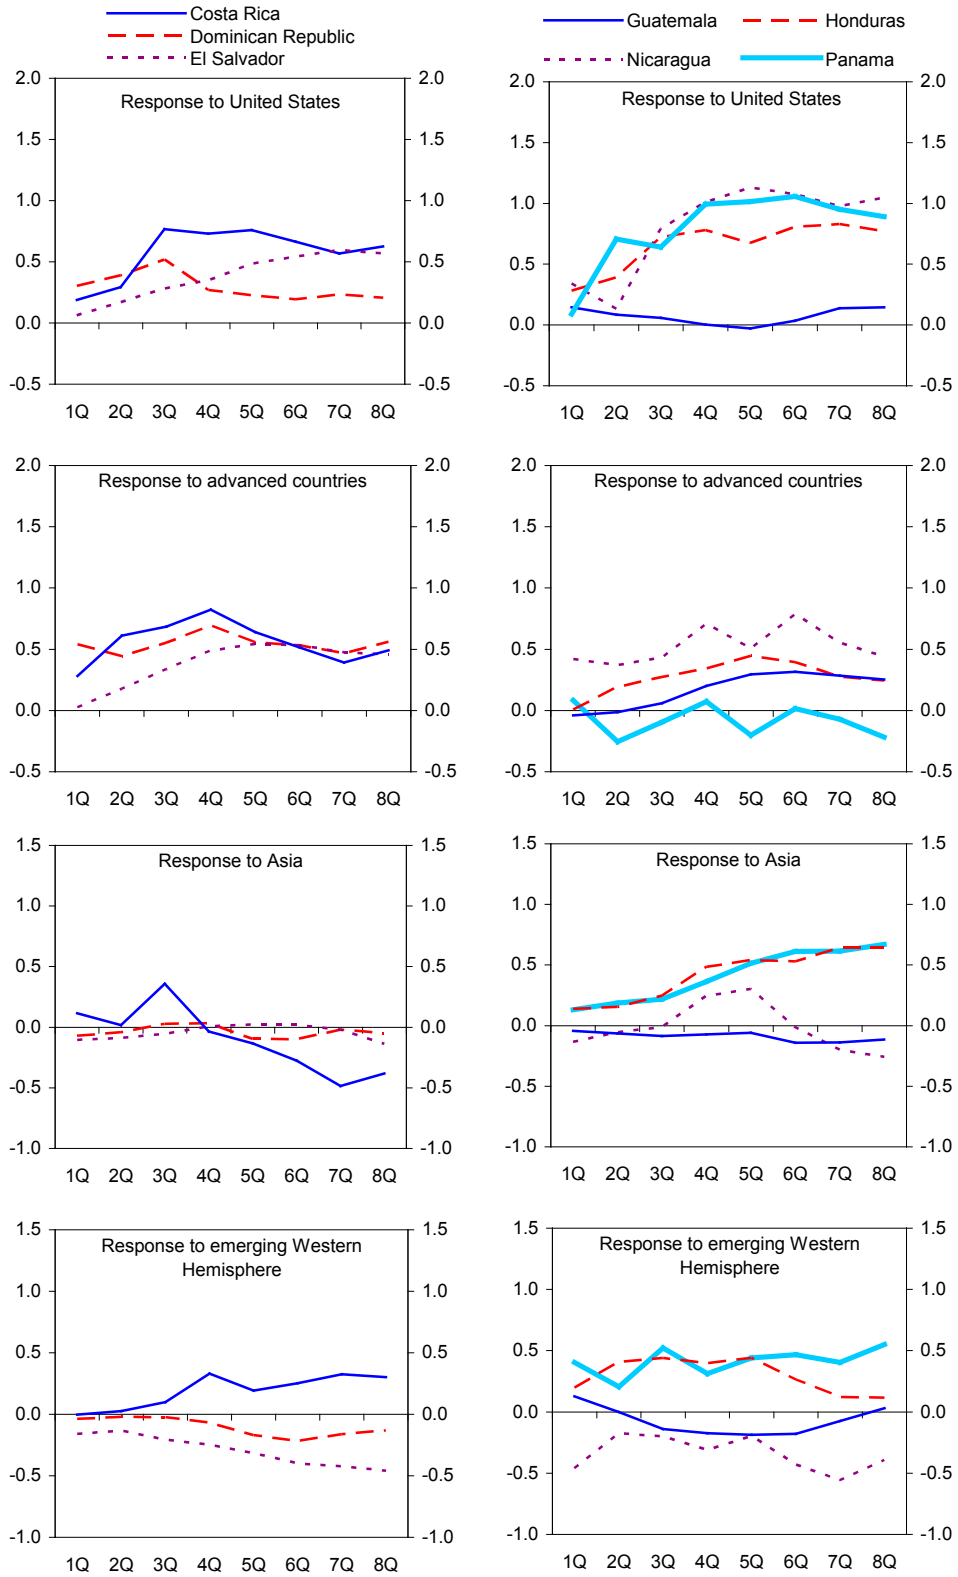 Costa Rica
Dominican Republic
El Salvador
Guatemala Honduras
Nicaragua Panama
Response to United States
2.0 2.0
1.5 1.5
1.0 1.0
0.5 0.5
0.0 0.0
-0.5 -0.5
1Q 2Q 3Q 4Q 5Q 6Q 7Q 8Q
Response to United States
2.0 2.0
1.5 1.5
1.0 1.0
0.5 0.5
0.0 0.0
-0.5 -0.5
1Q 2Q 3Q 4Q 5Q 6Q 7Q 8Q
Response to advanced countries
2.0 2.0
1.5 1.5
1.0 1.0
0.5 0.5
0.0 0.0
-0.5 -0.5
1Q 2Q 3Q 4Q 5Q 6Q 7Q 8Q
Response to advanced countries
2.0 2.0
1.5 1.5
1.0 1.0
0.5 0.5
0.0 0.0
-0.5 -0.5
1Q 2Q 3Q 4Q 5Q 6Q 7Q 8Q
Response to Asia
1.5 1.5
1.0 1.0
0.5 0.5
0.0 0.0
-0.5 -0.5
-1.0 -1.0
1Q 2Q 3Q 4Q 5Q 6Q 7Q 8Q
Response to Asia
1.5 1.5
1.0 1.0
0.5 0.5
0.0 0.0
-0.5 -0.5
-1.0 -1.0
1Q 2Q 3Q 4Q 5Q 6Q 7Q 8Q
Response to emerging Western
Hemisphere
1.5 1.5
1.0 1.0
0.5 0.5
0.0 0.0
-0.5 -0.5
-1.0 -1.0
1Q 2Q 3Q 4Q 5Q 6Q 7Q 8Q
Response to emerging Western
Hemisphere
1.5 1.5
1.0 1.0
0.5 0.5
0.0 0.0
-0.5 -0.5
-1.0 -1.0
1Q 2Q 3Q 4Q 5Q 6Q 7Q 8Q